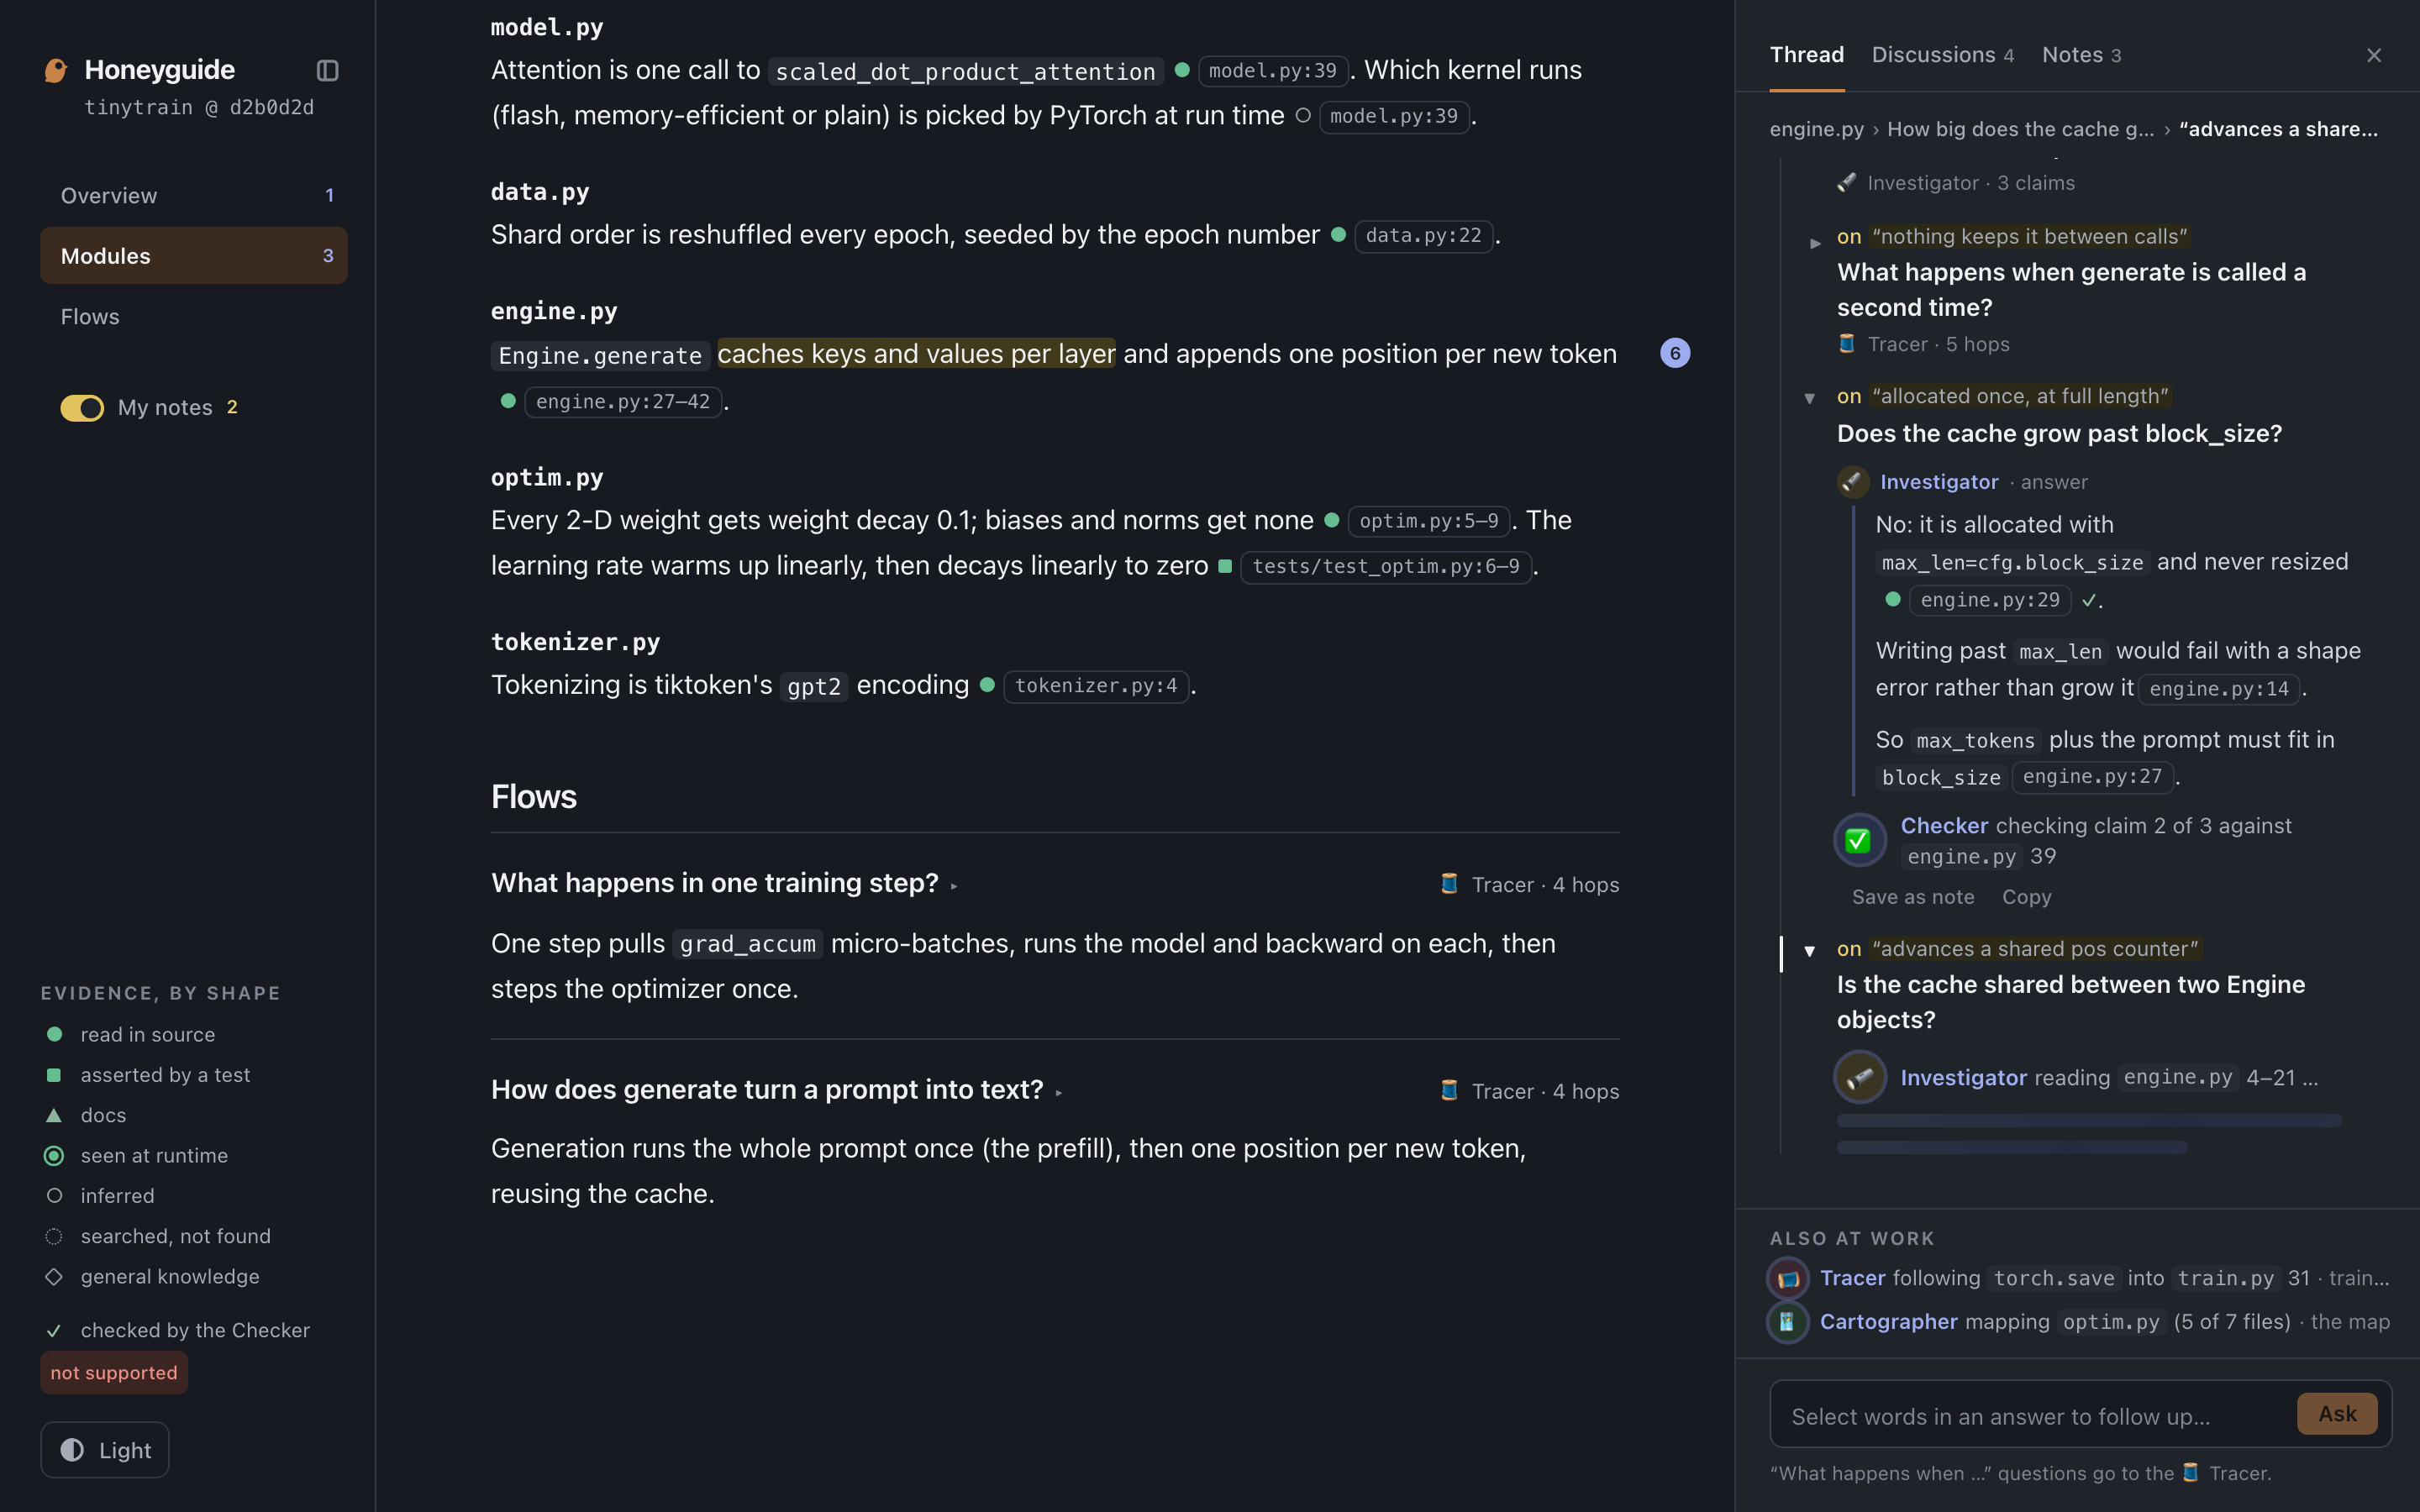 Honeyguide
tinytrain @ d2b0d2d
Overview 1
Modules 3
Flows
My notes 2
EVIDENCE, BY SHAPE
read in source
asserted by a test
docs
seen at runtime
inferred
searched, not found
general knowledge
✓ checked by the Checker
not supported
Light
model.py
Attention is one call to scaled_dot_product_attention model.py:39. Which kernel runs
(flash, memory-efficient or plain) is picked by PyTorch at run time model.py:39.
data.py
Shard order is reshuffled every epoch, seeded by the epoch number data.py:22.
engine.py
Engine.generate caches keys and values per layer and appends one position per new token 6
engine.py:27–42.
optim.py
Every 2-D weight gets weight decay 0.1; biases and norms get none optim.py:5–9. The
learning rate warms up linearly, then decays linearly to zero tests/test_optim.py:6–9.
tokenizer.py
Tokenizing is tiktoken's gpt2 encoding tokenizer.py:4.
Flows
What happens in one training step? ▸ Tracer · 4 hops
One step pulls grad_accum micro-batches, runs the model and backward on each, then
steps the optimizer once.
How does generate turn a prompt into text? ▸ Tracer · 4 hops
Generation runs the whole prompt once (the prefill), then one position per new token,
reusing the cache.
Thread Discussions 4 Notes 3 ×
engine.py › How big does the cache g... › “advances a share...
Investigator · 3 claims
▶ on “nothing keeps it between calls”
What happens when generate is called a
second time?
Tracer · 5 hops
▼ on “allocated once, at full length”
Does the cache grow past block_size?
Investigator · answer
No: it is allocated with
max_len=cfg.block_size and never resized
engine.py:29 ✓.
Writing past max_len would fail with a shape
error rather than grow it engine.py:14.
So max_tokens plus the prompt must fit in
block_size engine.py:27.
Checker checking claim 2 of 3 against
engine.py 39
Save as note Copy
▼ on “advances a shared pos counter”
Is the cache shared between two Engine
objects?
Investigator reading engine.py 4–21 ...
ALSO AT WORK
Tracer following torch.save into train.py 31 · train...
Cartographer mapping optim.py (5 of 7 files) · the map
Select words in an answer to follow up... Ask
“What happens when ...” questions go to the Tracer.